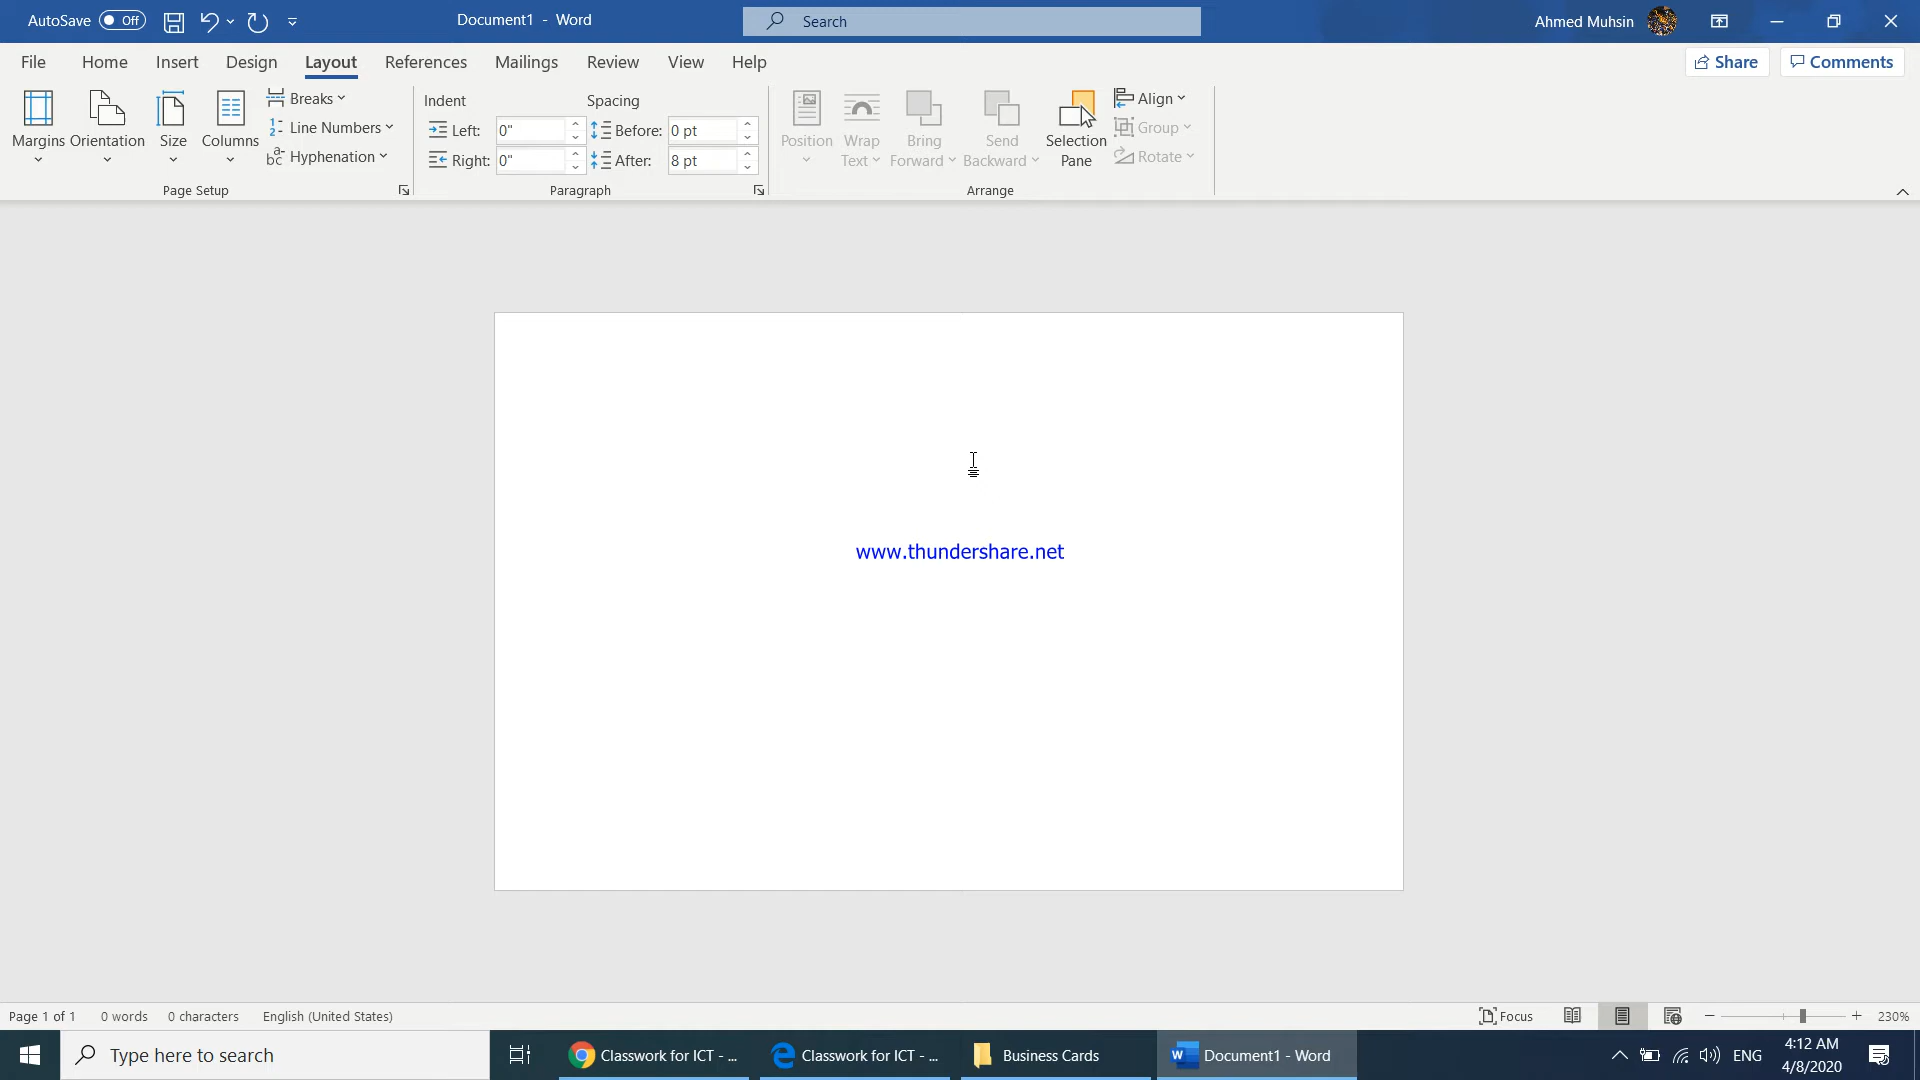 AutoSave Off Document1 - Word Search Ahmed Muhsin
File Home Insert Design Layout References Mailings Review View Help Share Comments
Margins Orientation Size Columns
Breaks
Line Numbers
Hyphenation
Page Setup
Indent Spacing
Left: 0" Before: 0 pt
Right: 0" After: 8 pt
Paragraph
Position
Wrap Text
Bring Forward
Send Backward
Selection Pane
Align
Group
Rotate
Arrange
www.thundershare.net
Page 1 of 1 0 words 0 characters English (United States) Focus 230%
Type here to search Classwork for ICT - ... Classwork for ICT - ... Business Cards Document1 - Word ENG
4:12 AM
4/8/2020